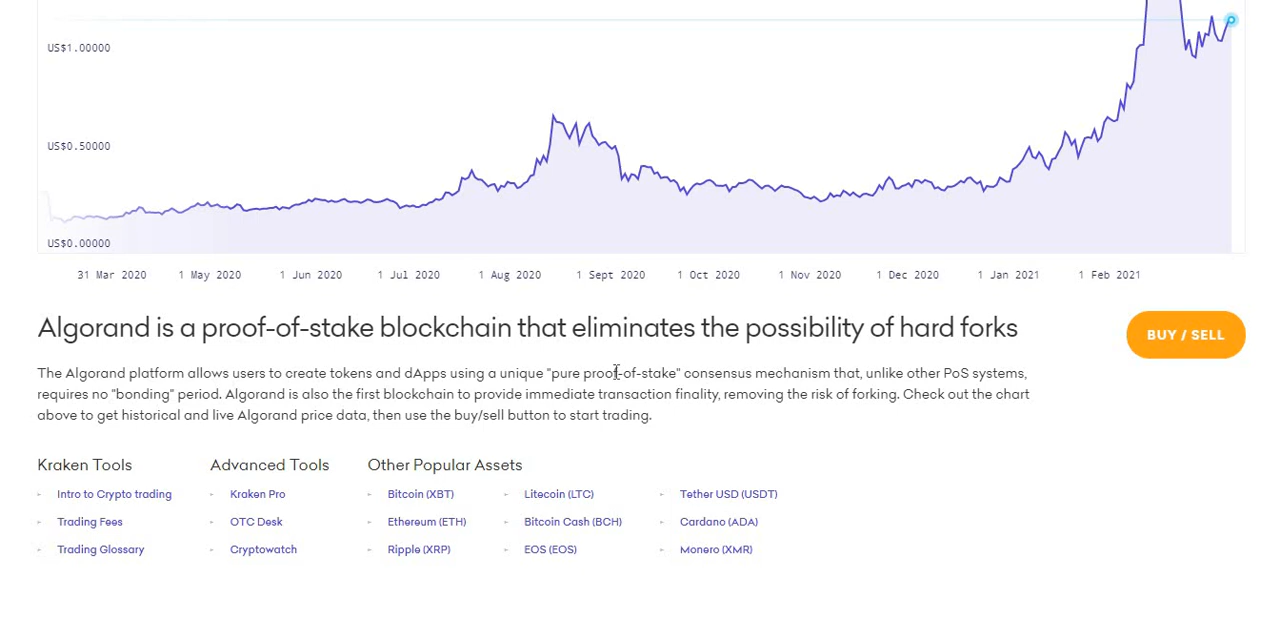 US$1.00000
US$0.50000
US$0.00000
31 Mar 2020 1 May 2020 1 Jun 2020 1 Jul 2020 1 Aug 2020 1 Sept 2020 1 Oct 2020 1 Nov 2020 1 Dec 2020 1 Jan 2021 1 Feb 2021
Algorand is a proof-of-stake blockchain that eliminates the possibility of hard forks
BUY / SELL
The Algorand platform allows users to create tokens and dApps using a unique "pure proof-of-stake" consensus mechanism that, unlike other PoS systems,
requires no "bonding" period. Algorand is also the first blockchain to provide immediate transaction finality, removing the risk of forking. Check out the chart
above to get historical and live Algorand price data, then use the buy/sell button to start trading.
Kraken Tools
Intro to Crypto trading
Trading Fees
Trading Glossary
Advanced Tools
Kraken Pro
OTC Desk
Cryptowatch
Other Popular Assets
Bitcoin (XBT)
Ethereum (ETH)
Ripple (XRP)
Litecoin (LTC)
Bitcoin Cash (BCH)
EOS (EOS)
Tether USD (USDT)
Cardano (ADA)
Monero (XMR)